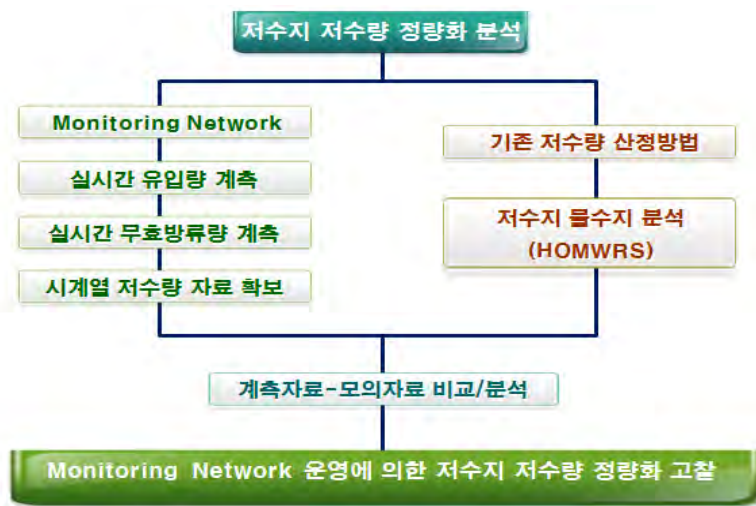 저수지 저수량 정량화 분석
Monitoring Network
실시간 유입량 계측
실시간 무효방류량 계측
시계열 저수량 자료 확보
기존 저수량 산정방법
저수지 물수지 분석
(HOMWRS)
계측자료-모의자료 비교/분석
Monitoring Network 운영에 의한 저수지 저수량 정량화 고찰